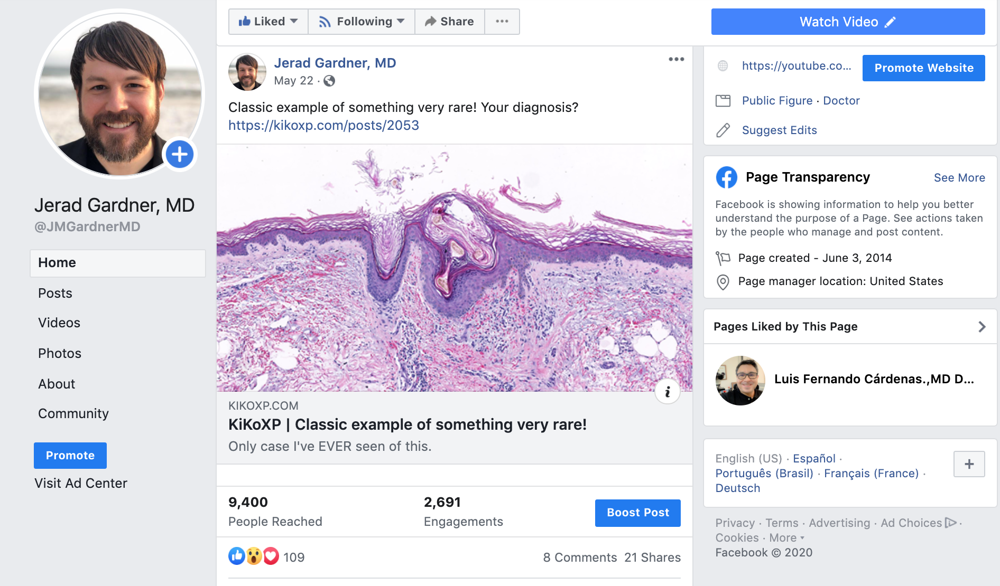 Liked
Following
Share
Watch Video
Jerad Gardner, MD
@JMGardnerMD
Home
Posts
Videos
Photos
About
Community
Promote
Visit Ad Center
Jerad Gardner, MD
May 22 ·
Classic example of something very rare! Your diagnosis?
https://kikoxp.com/posts/2053
i
KIKOXP.COM
KiKoXP | Classic example of something very rare!
Only case I've EVER seen of this.
9,400
People Reached
2,691
Engagements
Boost Post
109
8 Comments 21 Shares
https://youtube.co...
Promote Website
Public Figure · Doctor
Suggest Edits
Page Transparency
See More
Facebook is showing information to help you better
understand the purpose of a Page. See actions taken
by the people who manage and post content.
Page created - June 3, 2014
Page manager location: United States
Pages Liked by This Page
Luis Fernando Cárdenas.,MD D...
English (US) · Español ·
Português (Brasil) · Français (France) ·
Deutsch
Privacy · Terms · Advertising · Ad Choices ·
Cookies · More
Facebook © 2020